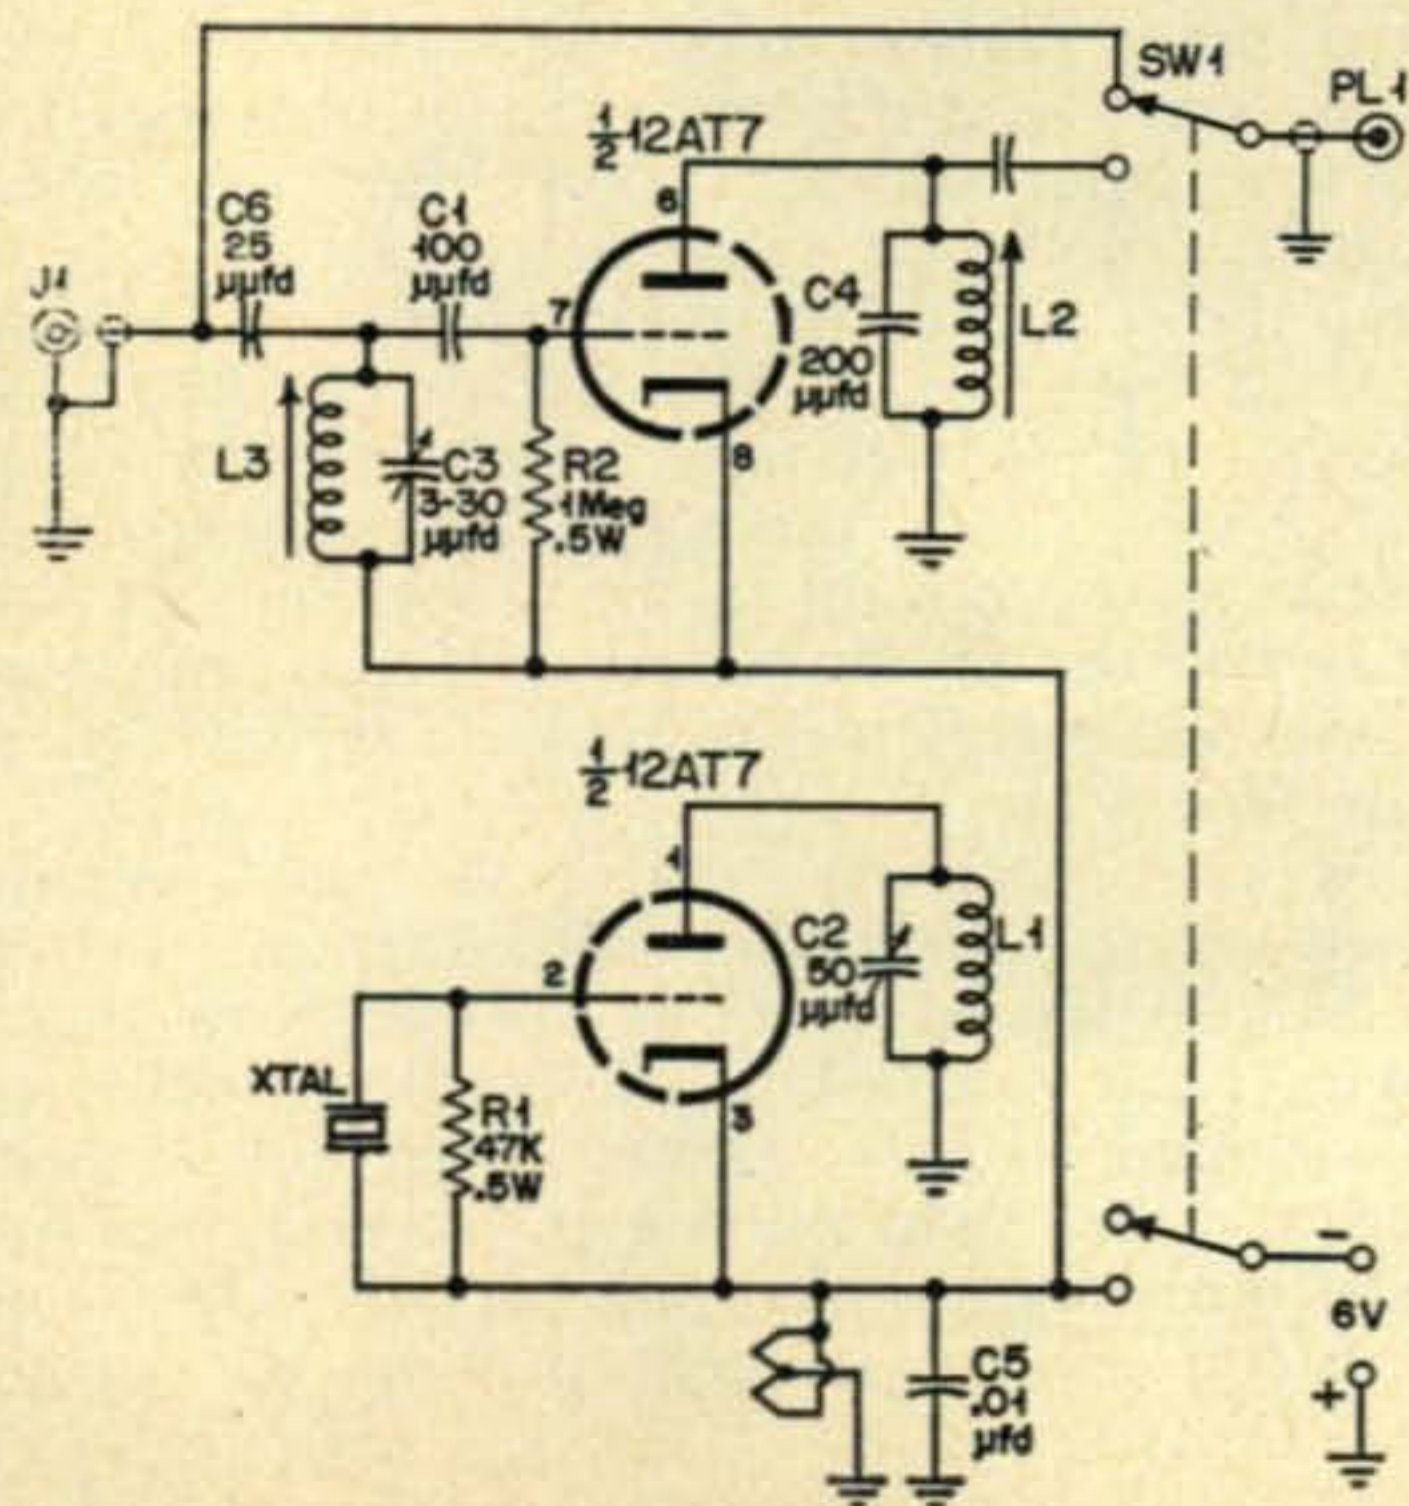 SW1
PL1
½ 12AT7
6
C6
25
µµfd
C1
100
µµfd
J1
7
C4
200
µµfd
L2
8
L3
C3
3-30
µµfd
R2
1Meg
.5W
½ 12AT7
1
2
C2
50
µµfd
L1
XTAL
R1
47K
.5W
3
-
6V
+
C5
.01
µfd